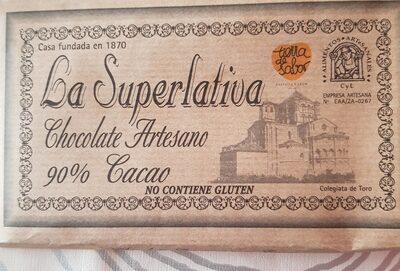 Casa fundada en 1870
La Superlativa
Chocolate Artesano
90% Cacao
NO CONTIENE GLUTEN
tierra de sabor
ALIMENTOS ARTESANALES
CyL
EMPRESA ARTESANA
Nº EAA/ZA-0267
Colegiata de Toro